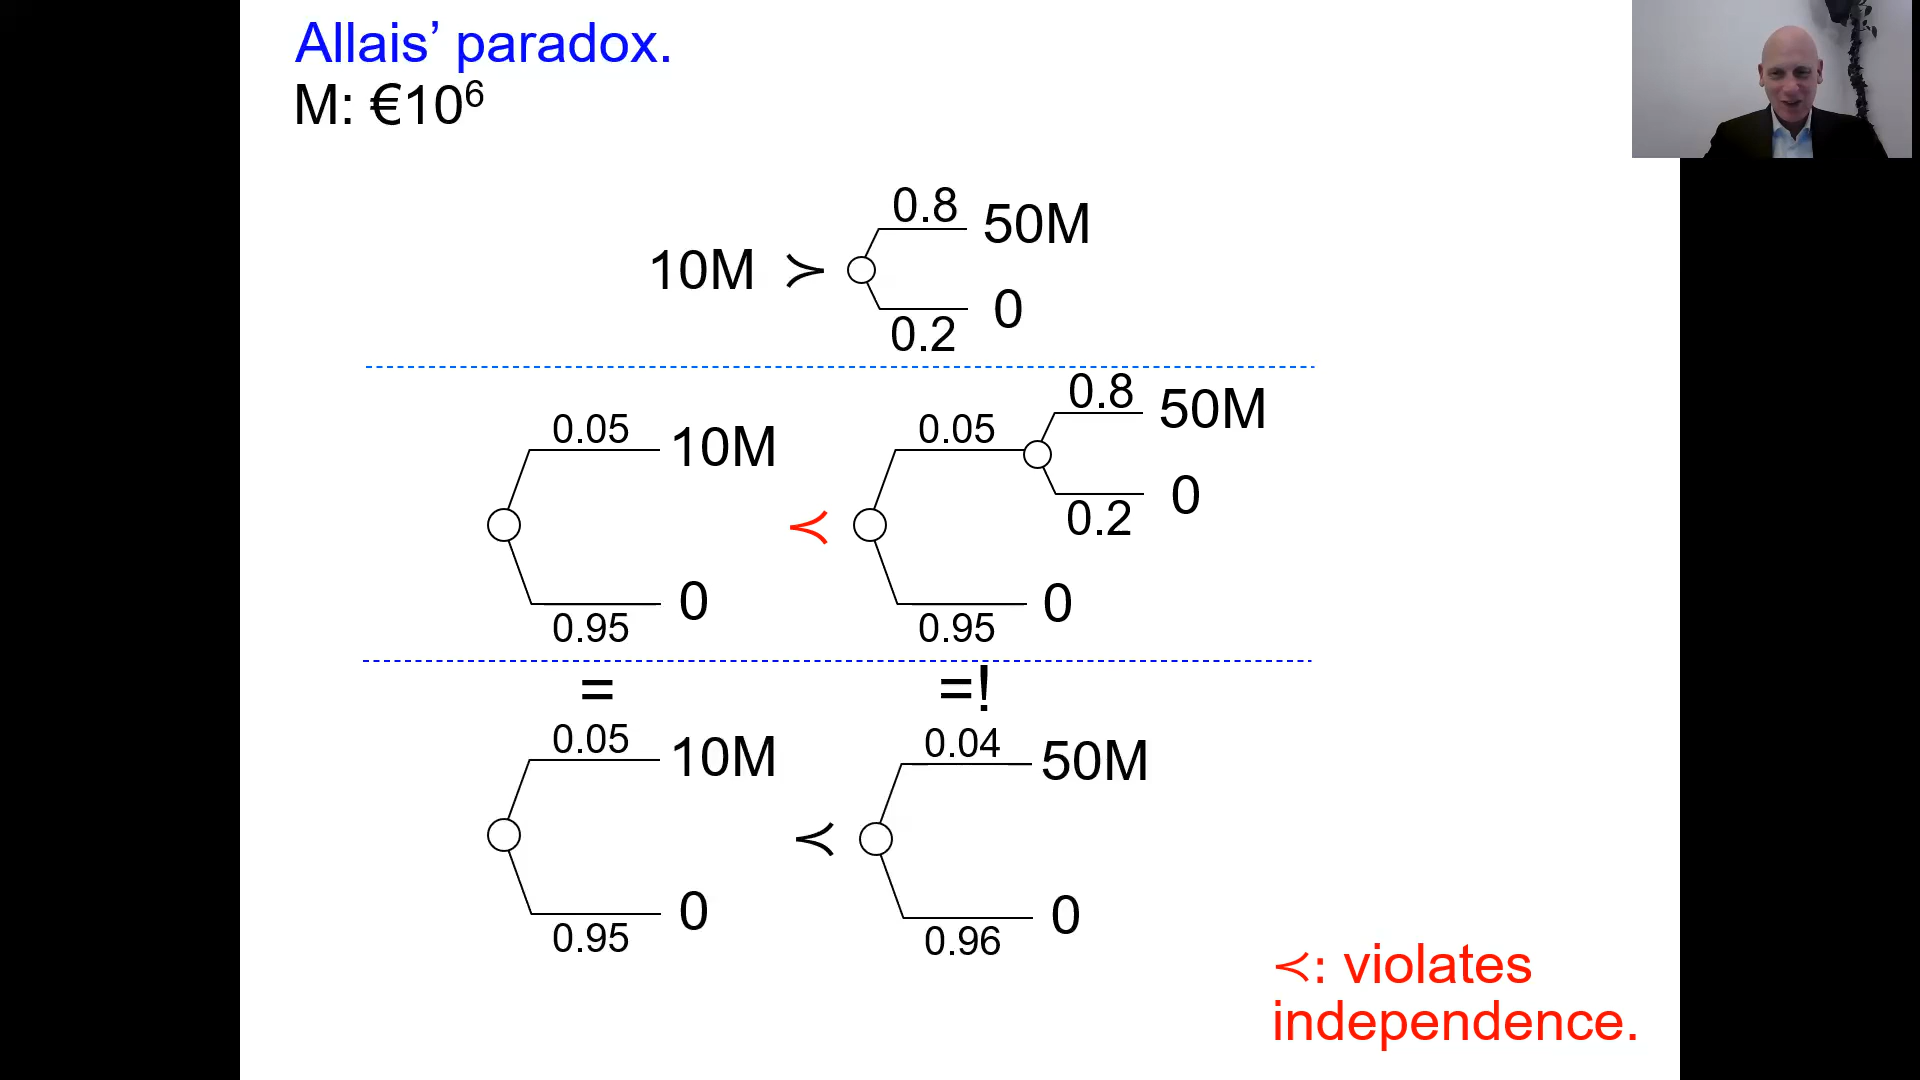 Allais’ paradox.
M: €10⁶
0.8 50M
10M ≻
0.2 0
0.8 50M
0.05 10M 0.05
0.2 0
≺
0 0
0.95 0.95
= =!
0.05 10M 0.04 50M
≺
0 0
0.95 0.96
≺: violates
independence.